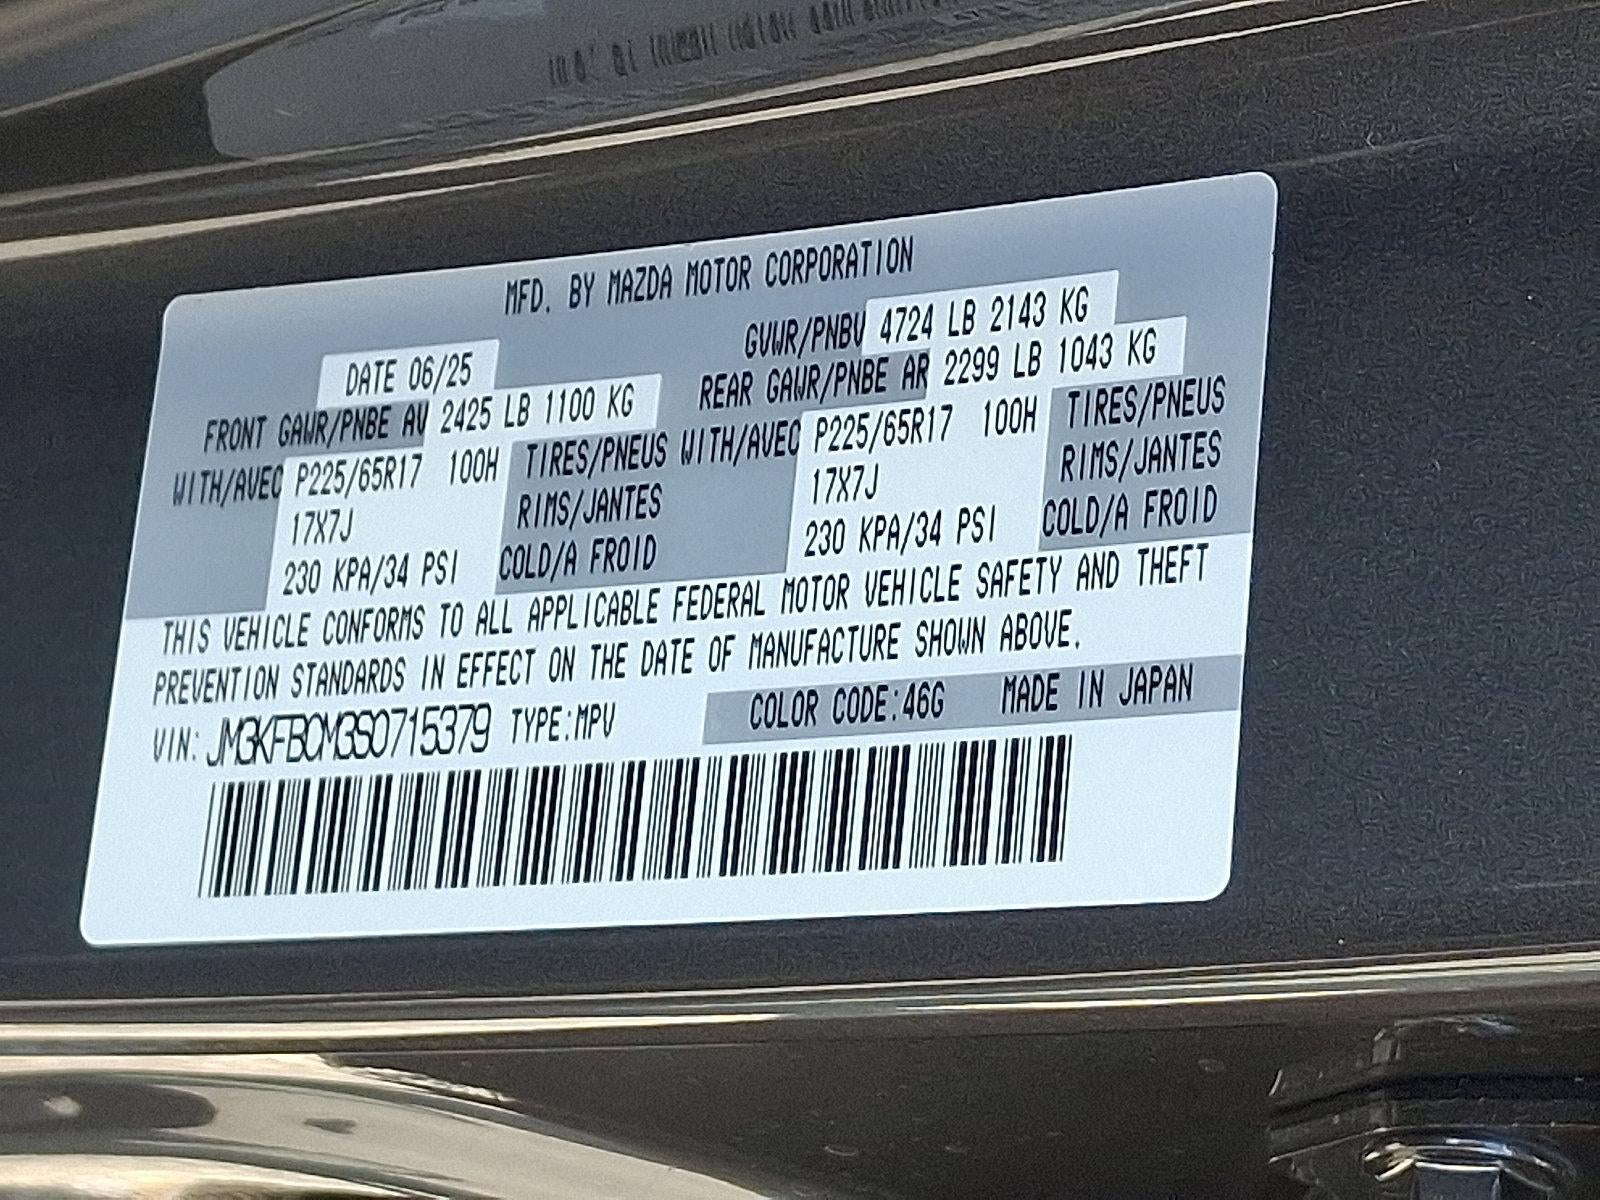 MFD. BY MAZDA MOTOR CORPORATION
GVWR/PNBV 4724 LB 2143 KG
DATE 06/25
REAR GAWR/PNBE AR 2299 LB 1043 KG
FRONT GAWR/PNBE AV 2425 LB 1100 KG
WITH/AVEC P225/65R17 100H TIRES/PNEUS WITH/AVEC P225/65R17 100H TIRES/PNEUS
17X7J RIMS/JANTES 17X7J RIMS/JANTES
230 KPA/34 PSI COLD/A FROID 230 KPA/34 PSI COLD/A FROID
THIS VEHICLE CONFORMS TO ALL APPLICABLE FEDERAL MOTOR VEHICLE SAFETY AND THEFT
PREVENTION STANDARDS IN EFFECT ON THE DATE OF MANUFACTURE SHOWN ABOVE.
VIN: JM3KFBCM3S0715379 TYPE:MPV COLOR CODE:46G MADE IN JAPAN